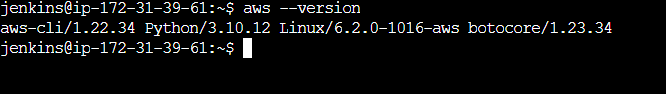 jenkins@ip-172-31-39-61:~$ aws --version
aws-cli/1.22.34 Python/3.10.12 Linux/6.2.0-1016-aws botocore/1.23.34
jenkins@ip-172-31-39-61:~$